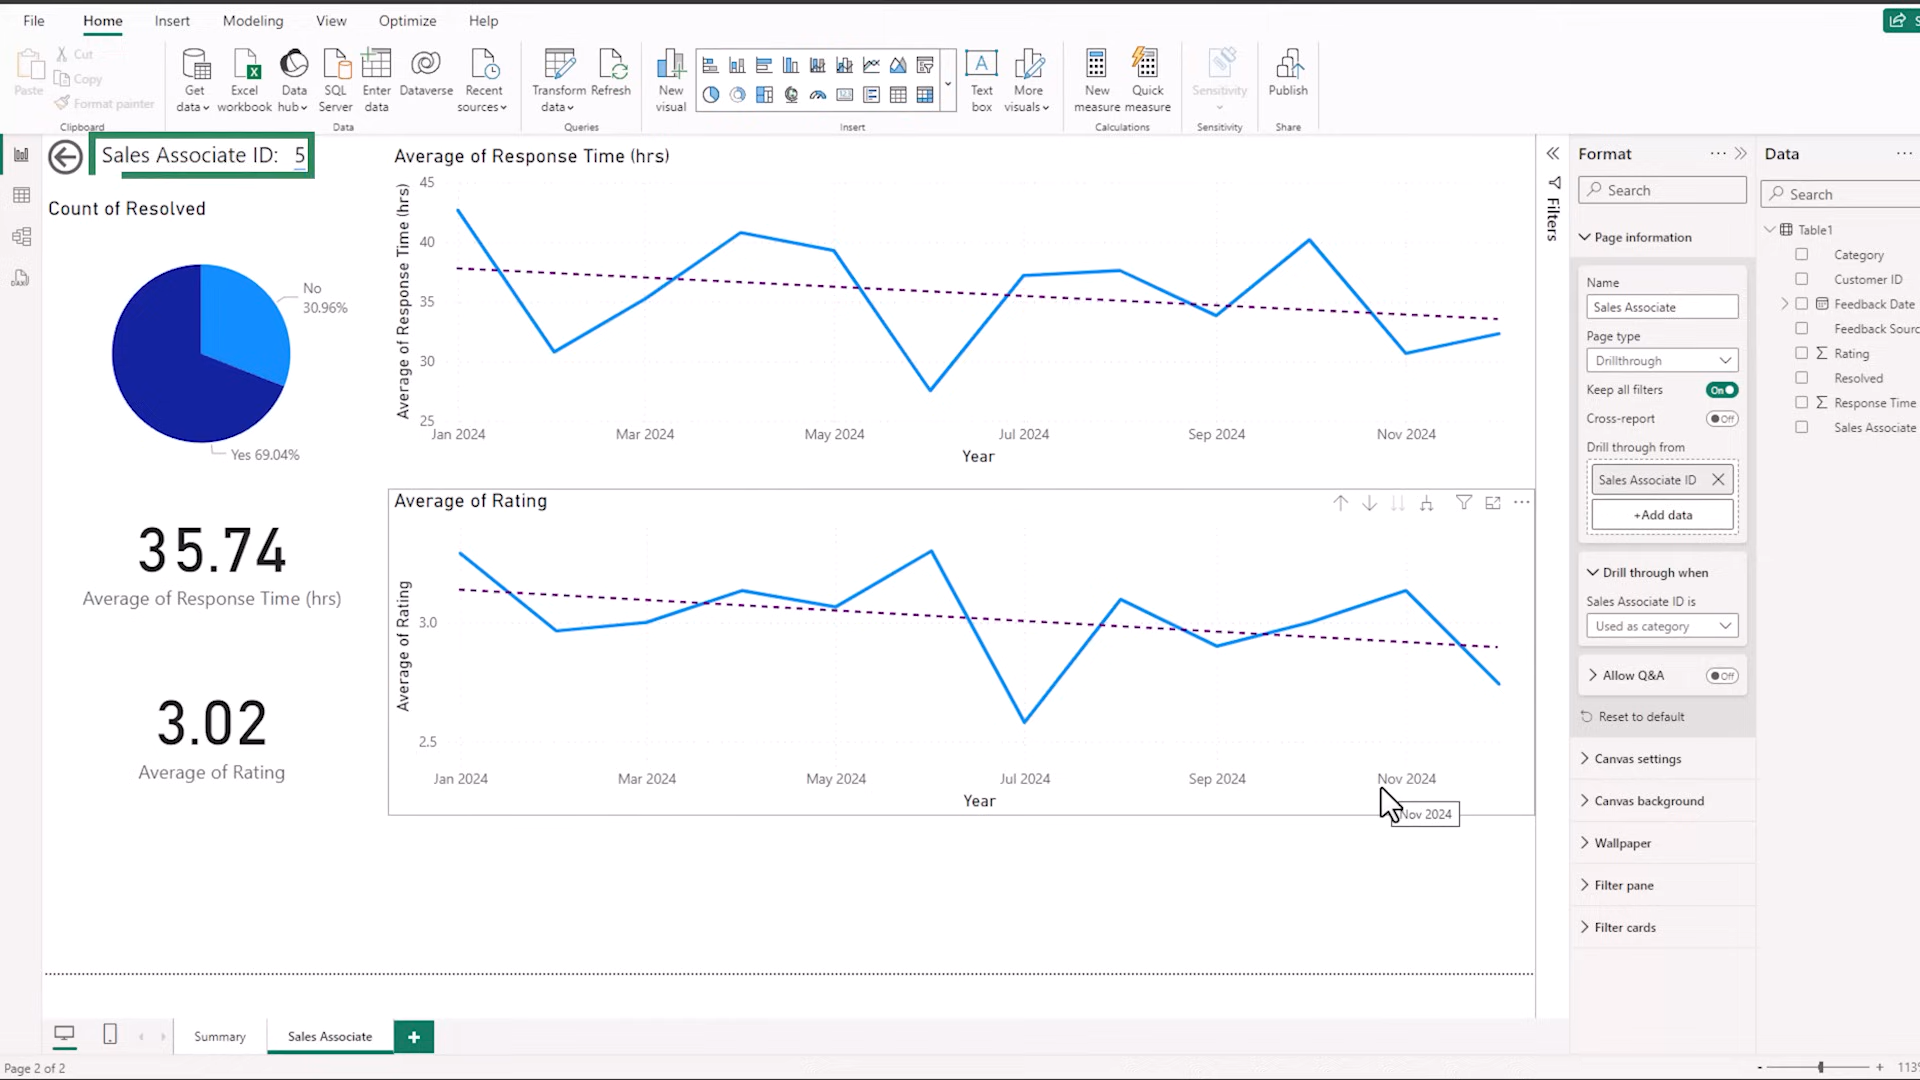 File
Home
Insert
Modeling
View
Optimize
Help
Paste
Cut
Copy
Format painter
Clipboard
Get data
Excel workbook
Data hub
SQL Server
Enter data
Dataverse
Recent sources
Data
Transform data
Refresh
Queries
New visual
Text box
More visuals
Insert
New measure
Quick measure
Calculations
Sensitivity
Sensitivity
Publish
Share
Sales Associate ID: 5
Count of Resolved
No
30.96%
Yes 69.04%
35.74
Average of Response Time (hrs)
3.02
Average of Rating
Average of Response Time (hrs)
Average of Response Time (hrs)
45
40
35
30
25
Jan 2024
Mar 2024
May 2024
Jul 2024
Sep 2024
Nov 2024
Year
Average of Rating
Average of Rating
3.0
2.5
Jan 2024
Mar 2024
May 2024
Jul 2024
Sep 2024
Nov 2024
Year
Nov 2024
Filters
Format
Search
Page information
Name
Sales Associate
Page type
Drillthrough
Keep all filters
On
Cross-report
Off
Drill through from
Sales Associate ID
+Add data
Drill through when
Sales Associate ID is
Used as category
Allow Q&A
Off
Reset to default
Canvas settings
Canvas background
Wallpaper
Filter pane
Filter cards
Data
Search
Table1
Category
Customer ID
Feedback Date
Feedback Sourc
Rating
Resolved
Response Time
Sales Associate
Summary
Sales Associate
+
Page 2 of 2
- + 113